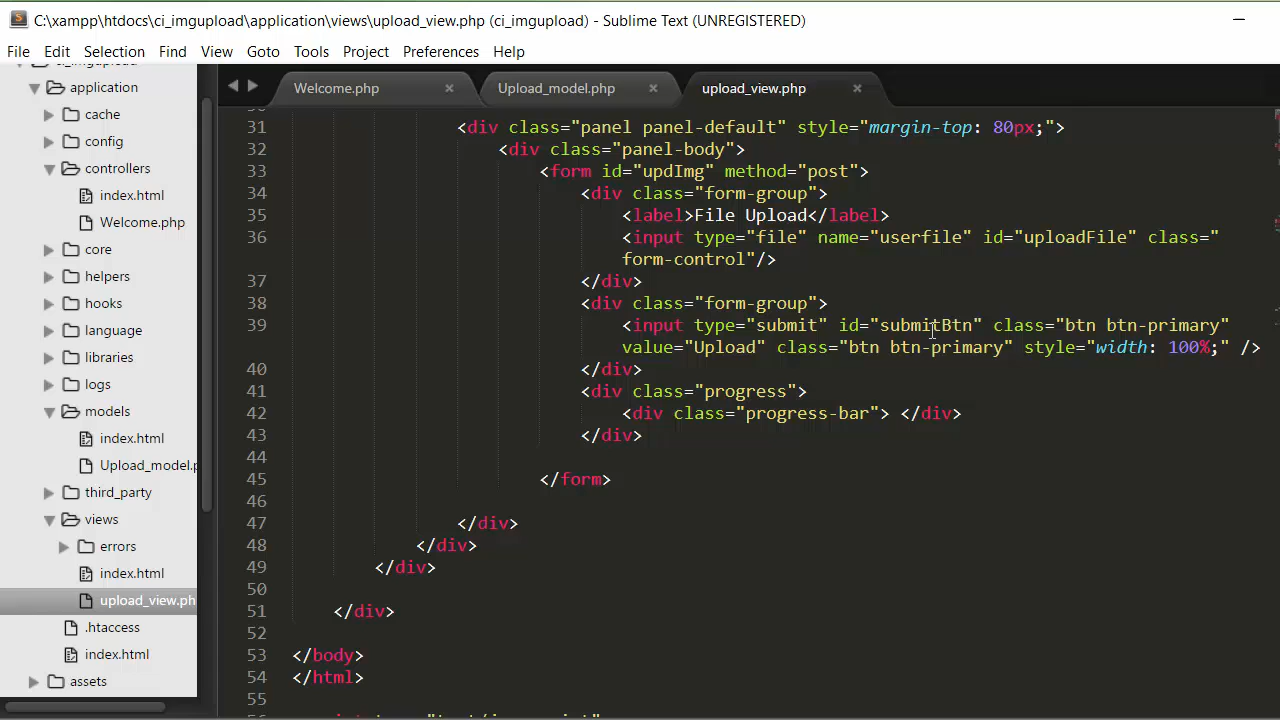 C:\xampp\htdocs\ci_imgupload\application\views\upload_view.php (ci_imgupload) - Sublime Text (UNREGISTERED)
File Edit Selection Find View Goto Tools Project Preferences Help
application
cache
config
controllers
index.html
Welcome.php
core
helpers
hooks
language
libraries
logs
models
index.html
Upload_model.p
third_party
views
errors
index.html
upload_view.ph
.htaccess
index.html
assets
Welcome.php × Upload_model.php × upload_view.php ×
31 <div class="panel panel-default" style="margin-top: 80px;">
32 <div class="panel-body">
33 <form id="updImg" method="post">
34 <div class="form-group">
35 <label>File Upload</label>
36 <input type="file" name="userfile" id="uploadFile" class="
form-control"/>
37 </div>
38 <div class="form-group">
39 <input type="submit" id="submitBtn" class="btn btn-primary"
value="Upload" class="btn btn-primary" style="width: 100%;" />
40 </div>
41 <div class="progress">
42 <div class="progress-bar"> </div>
43 </div>
44
45 </form>
46
47 </div>
48 </div>
49 </div>
50
51 </div>
52
53 </body>
54 </html>
55